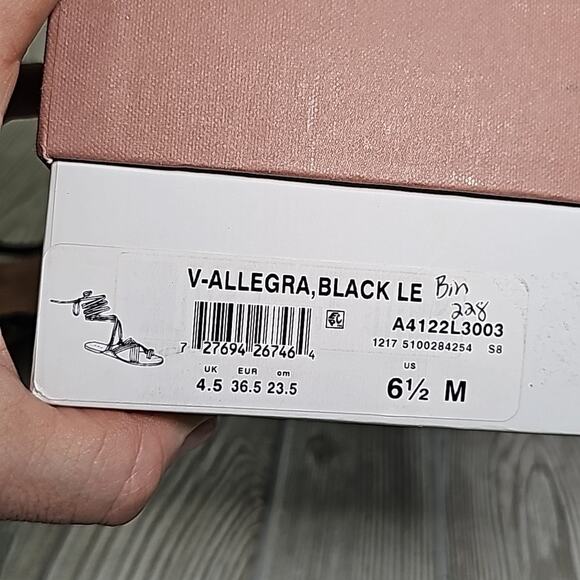 V-ALLEGRA,BLACK LE Bin
228
A4122L3003
7 27694 26746 4
1217 5100284254 S8
UK EUR cm US
4.5 36.5 23.5 6½ M